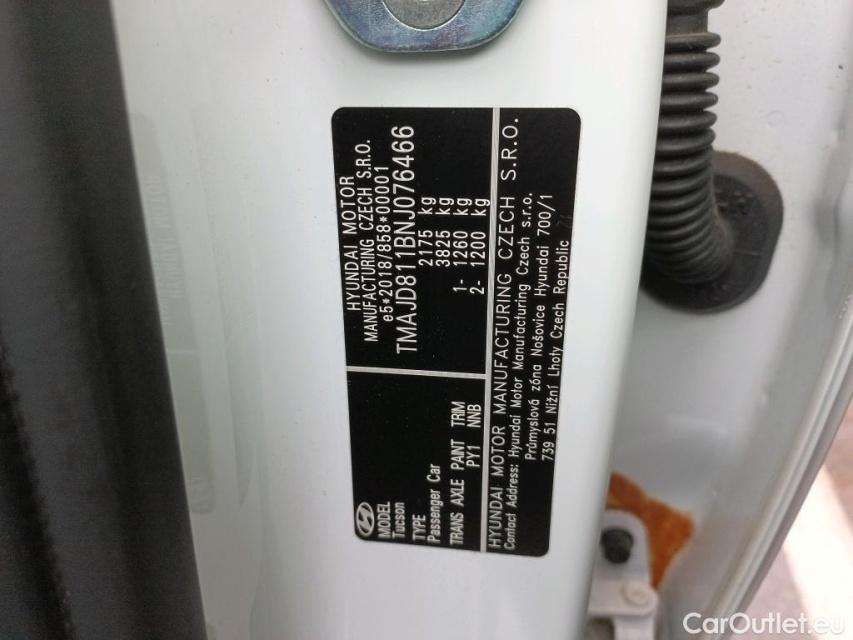 HYUNDAI MOTOR
MANUFACTURING CZECH S.R.O.
e5*2018/858*00001
TMAJD811BNJ076466
2175 kg
3825 kg
1- 1260 kg
2- 1200 kg
MODEL
Tucson
TYPE
Passenger Car
TRANS AXLE PAINT TRIM
PY1 NNB
HYUNDAI MOTOR MANUFACTURING CZECH S.R.O.
Contact Address: Hyundai Motor Manufacturing Czech s.r.o.
Průmyslová zóna Nošovice Hyundai 700/1
739 51 Nižní Lhoty Czech Republic
CarOutlet.eu